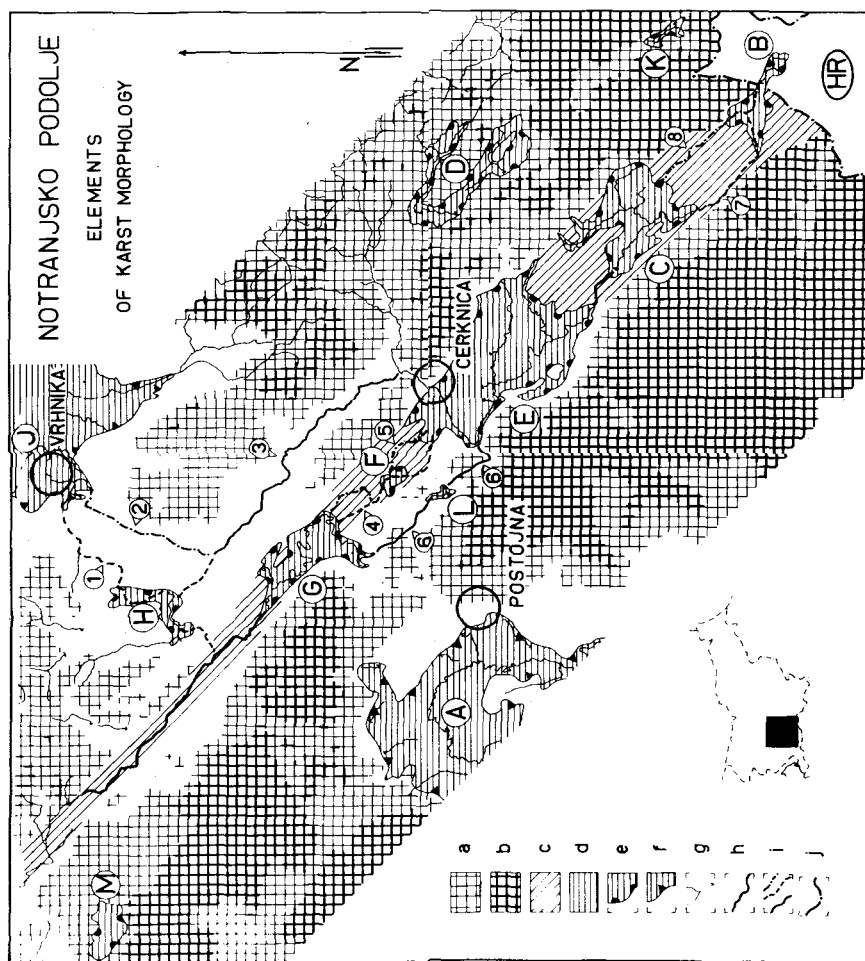 NOTRANJSKO PODOLJE
ELEMENTS
OF KARST MORPHOLOGY
N
J
VRHNIKA
K
B
HR
D
2
3
1
H
8
7
C
CERKNICA
5
F
E
4
6
6
L
G
POSTOJNA
A
M
a
b
c
d
e
f
g
h
i
j